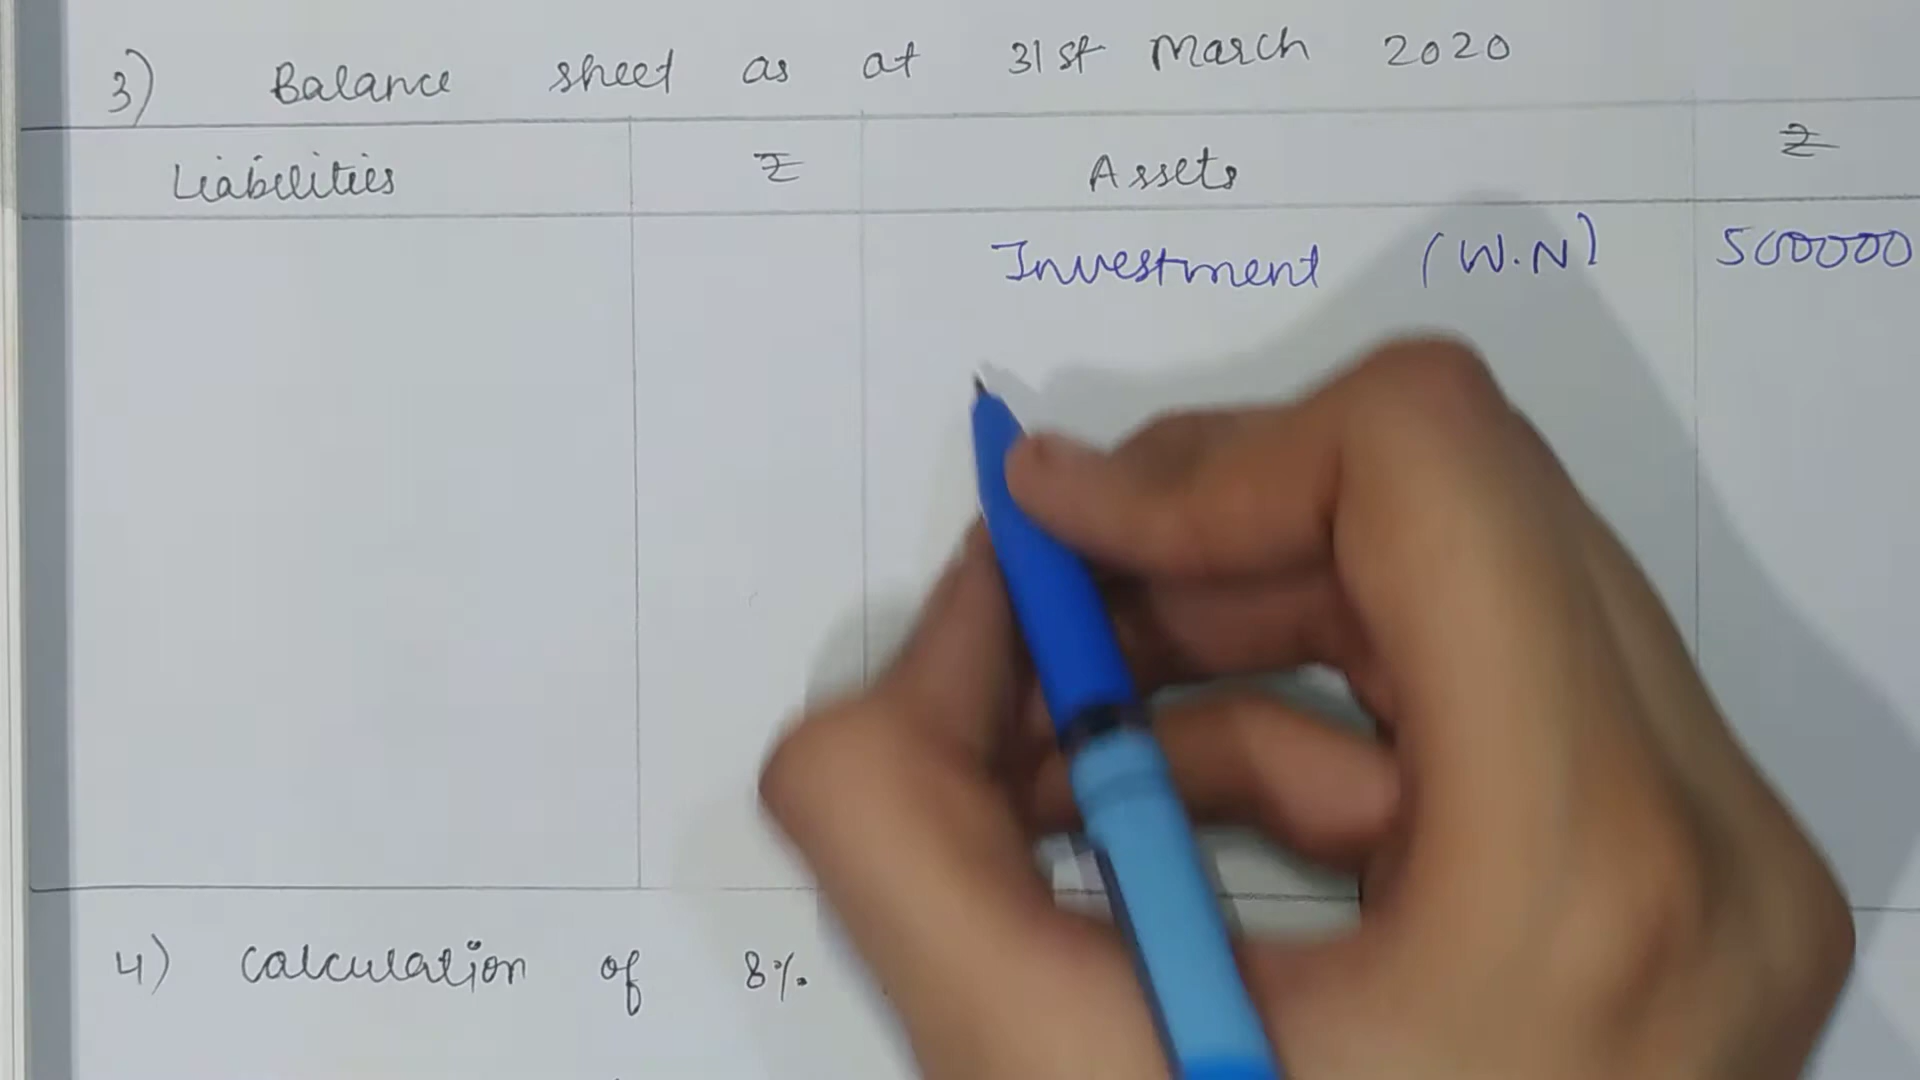 3) Balance sheet as at 31st March 2020
Liabilities ₹ Assets ₹
Investment (W.N) 500000
4) Calculation of 8%.